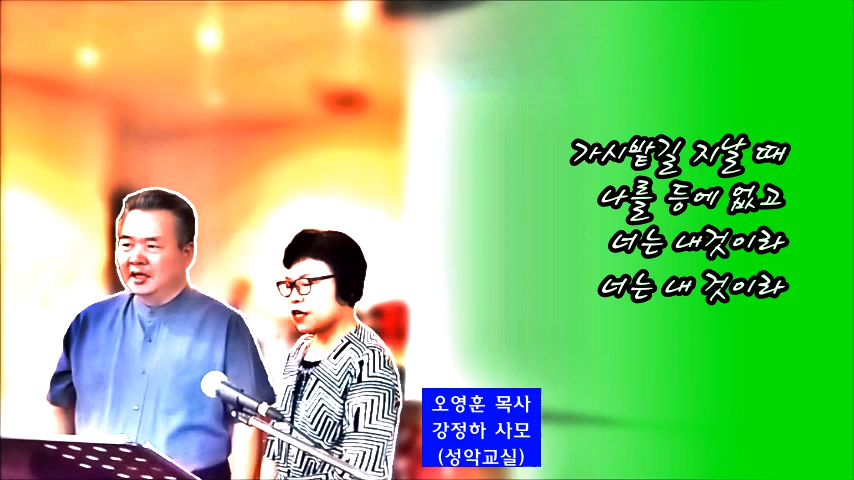 가시밭길 지날 때
나를 등에 없고
너는 내것이라
너는 내 것이라
오영훈 목사
강정하 사모
(성악교실)